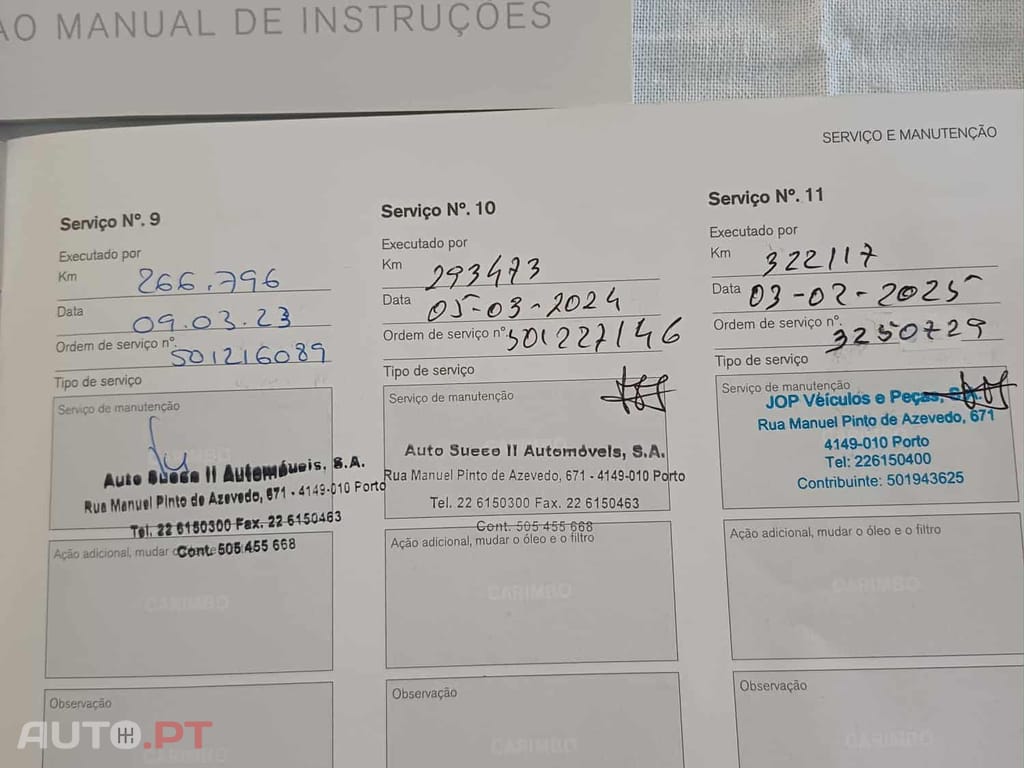 AO MANUAL DE INSTRUÇÕES
SERVIÇO E MANUTENÇÃO
Serviço Nº. 9
Executado por
Km 266.796
Data 09.03.23
Ordem de serviço nº. 501216089
Tipo de serviço
Serviço de manutenção
Auto Sueco II Automóveis, S.A.
Rua Manuel Pinto de Azevedo, 671 - 4149-010 Porto
Tel. 22 6150300 Fax. 22 6150463
Cont. 505 455 668
Ação adicional, mudar
CARIMBO
Observação
Serviço Nº. 10
Executado por
Km 293473
Data 05-03-2024
Ordem de serviço nº. 501227146
Tipo de serviço
Serviço de manutenção
Auto Sueco II Automóveis, S.A.
Rua Manuel Pinto de Azevedo, 671 - 4149-010 Porto
Tel. 22 6150300 Fax. 22 6150463
Cont. 505 455 668
Ação adicional, mudar o óleo e o filtro
CARIMBO
Observação
CARIMBO
Serviço Nº. 11
Executado por
Km 322117
Data 03-02-2025
Ordem de serviço nº. 3250729
Tipo de serviço
Serviço de manutenção
JOP Véiculos e Peças, S.A.
Rua Manuel Pinto de Azevedo, 671
4149-010 Porto
Tel: 226150400
Contribuinte: 501943625
Ação adicional, mudar o óleo e o filtro
CARIMBO
Observação
CARIMBO
AUTO.PT